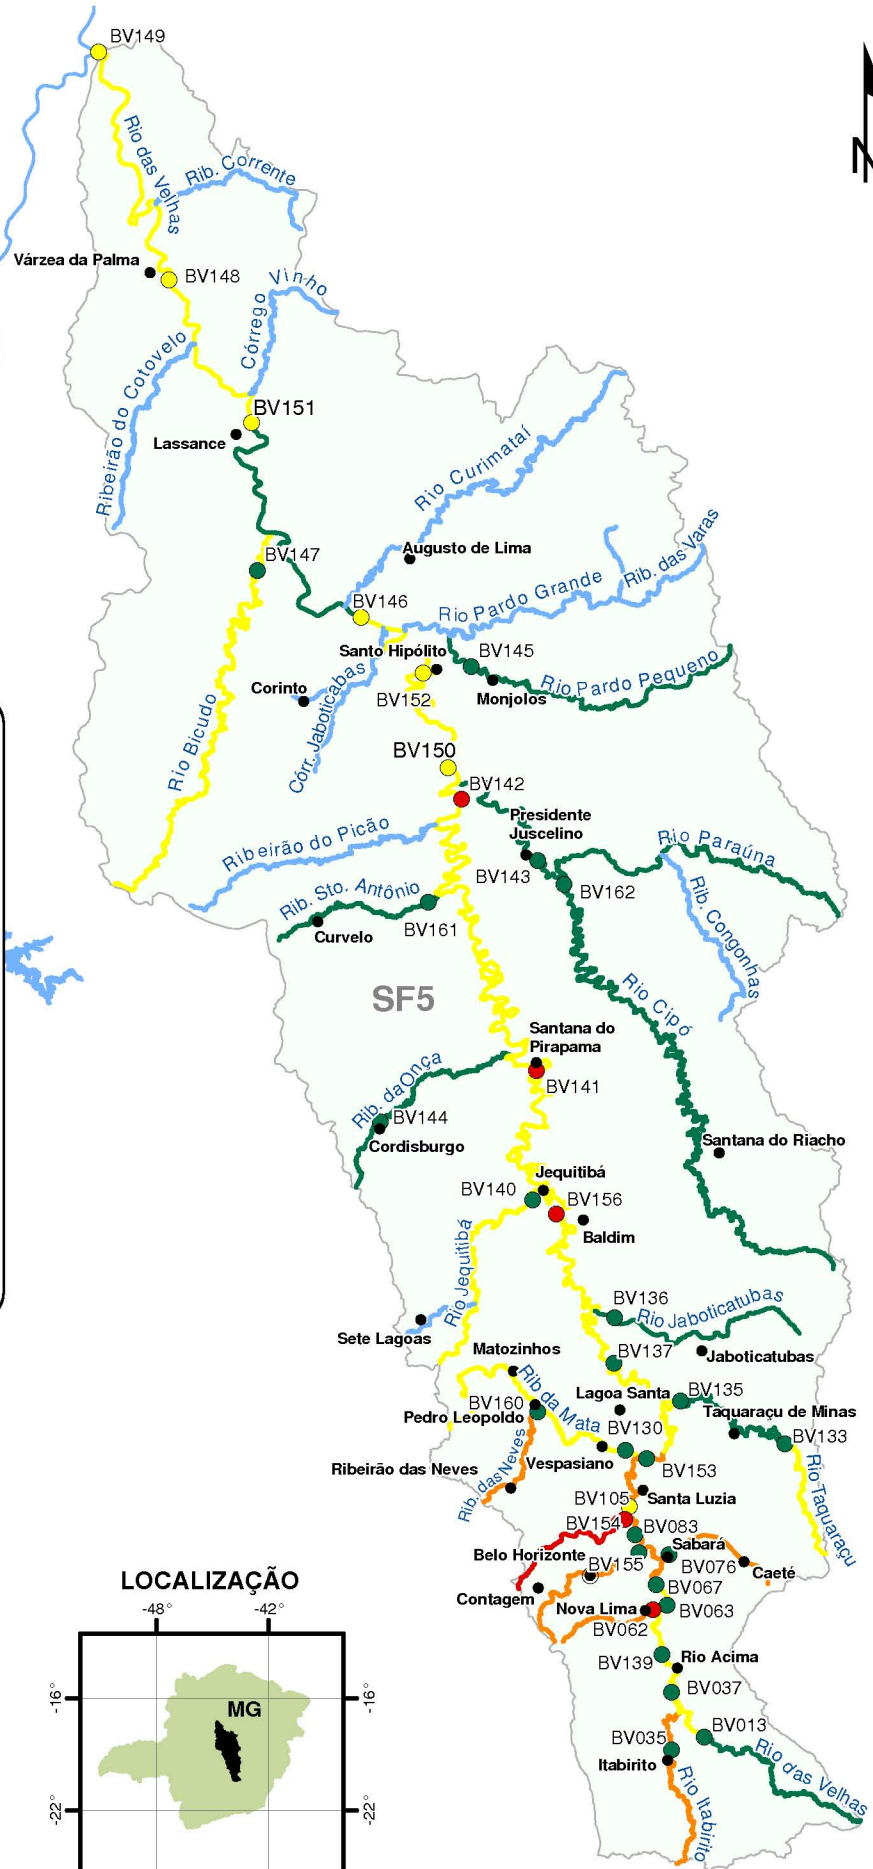 BV149
Rio das Velhas
Rib. Corrente
Várzea da Palma
BV148
Vinho
Córrego
Ribeirão do Cotovelo
BV151
Lassance
Rio Curimataí
Augusto de Lima
BV147
Rib. das Varas
Rio Pardo Grande
BV146
Santo Hipólito
BV145
Rio Pardo Pequeno
Monjolos
Corinto
BV152
Rio Bicudo
Córr. Jaboticabas
BV150
BV142
Presidente
Juscelino
Ribeirão do Picão
Rio Paraúna
BV143
BV162
Rib. Congonhas
Rib. Sto. Antônio
BV161
Curvelo
SF5
Rio Cipó
Santana do
Pirapama
BV141
Rib. da Onça
BV144
Cordisburgo
Santana do Riacho
Jequitibá
BV140
BV156
Baldim
Rio Jequitibá
BV136
Rio Jaboticatubas
Sete Lagoas
Matozinhos
BV137
Jaboticatubas
Rib da Mata
Lagoa Santa
BV135
BV160
Pedro Leopoldo
Taquaraçu de Minas
BV130
BV133
Vespasiano
BV153
Ribeirão das Neves
Rib. das Neves
Rio Taquaraçu
BV105
Santa Luzia
BV154
BV083
Belo Horizonte
BV155
Sabará
BV076
Caeté
Contagem
BV067
Nova Lima
BV063
BV062
BV139
Rio Acima
BV037
BV013
BV035
Itabirito
Rio das Velhas
Rio Itabirito
N
LOCALIZAÇÃO
-48°
-42°
-16°
-16°
MG
-22°
-22°